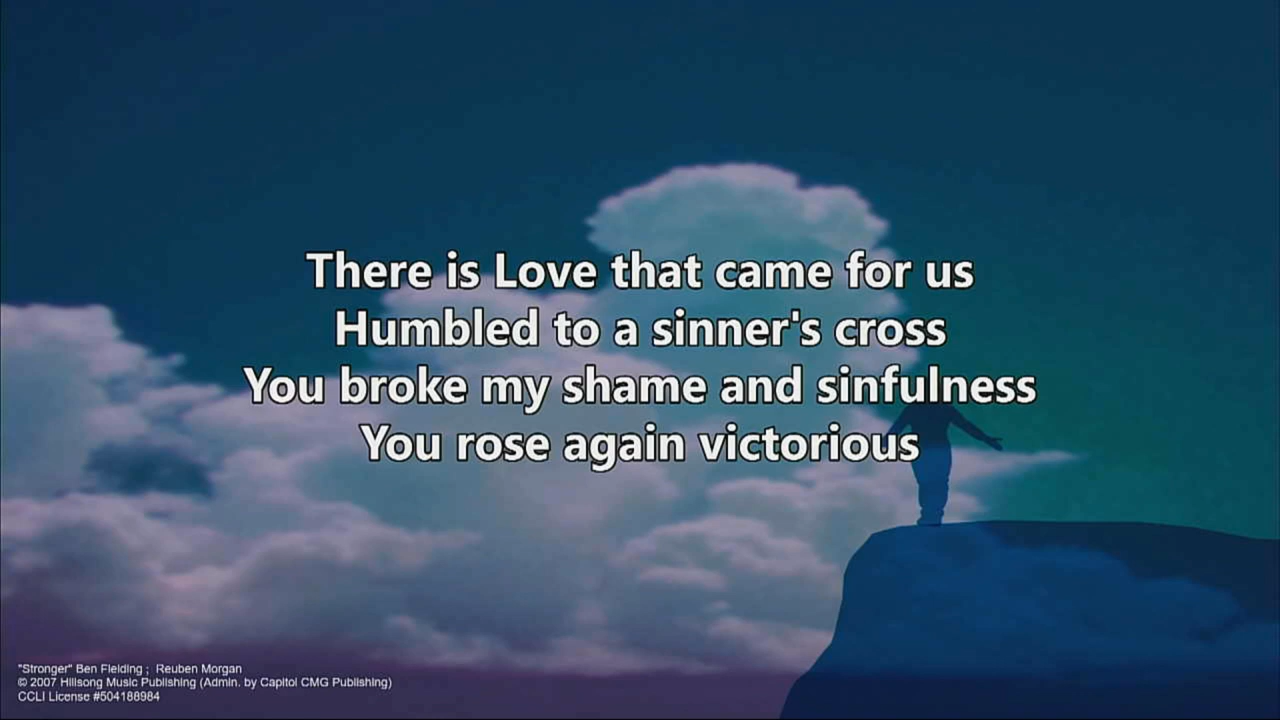 There is Love that came for us
Humbled to a sinner's cross
You broke my shame and sinfulness
You rose again victorious
"Stronger" Ben Fielding ; Reuben Morgan
© 2007 Hillsong Music Publishing (Admin. by Capitol CMG Publishing)
CCLI License #504188984